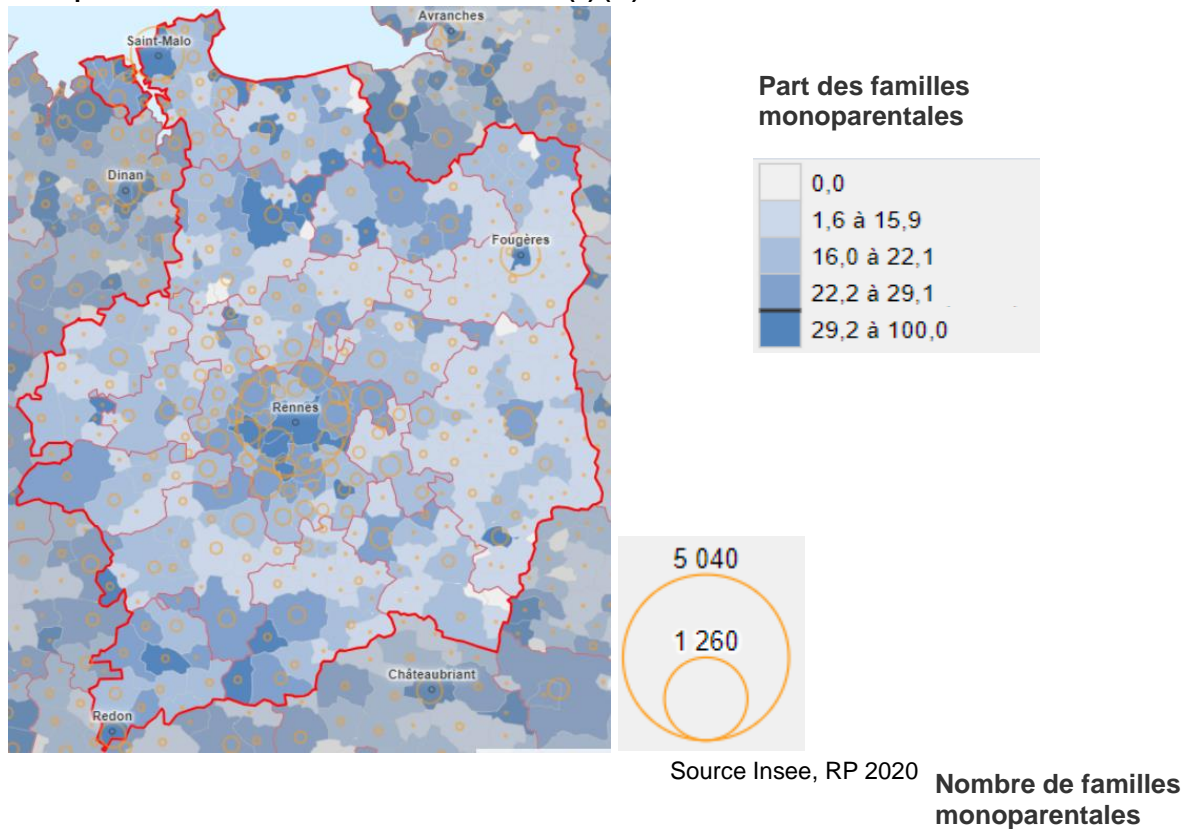 Avranches
Saint-Malo
Dinan
Fougères
Rennes
Châteaubriant
Redon
Part des familles
monoparentales
0,0
1,6 à 15,9
16,0 à 22,1
22,2 à 29,1
29,2 à 100,0
5 040
1 260
Source Insee, RP 2020
Nombre de familles
monoparentales